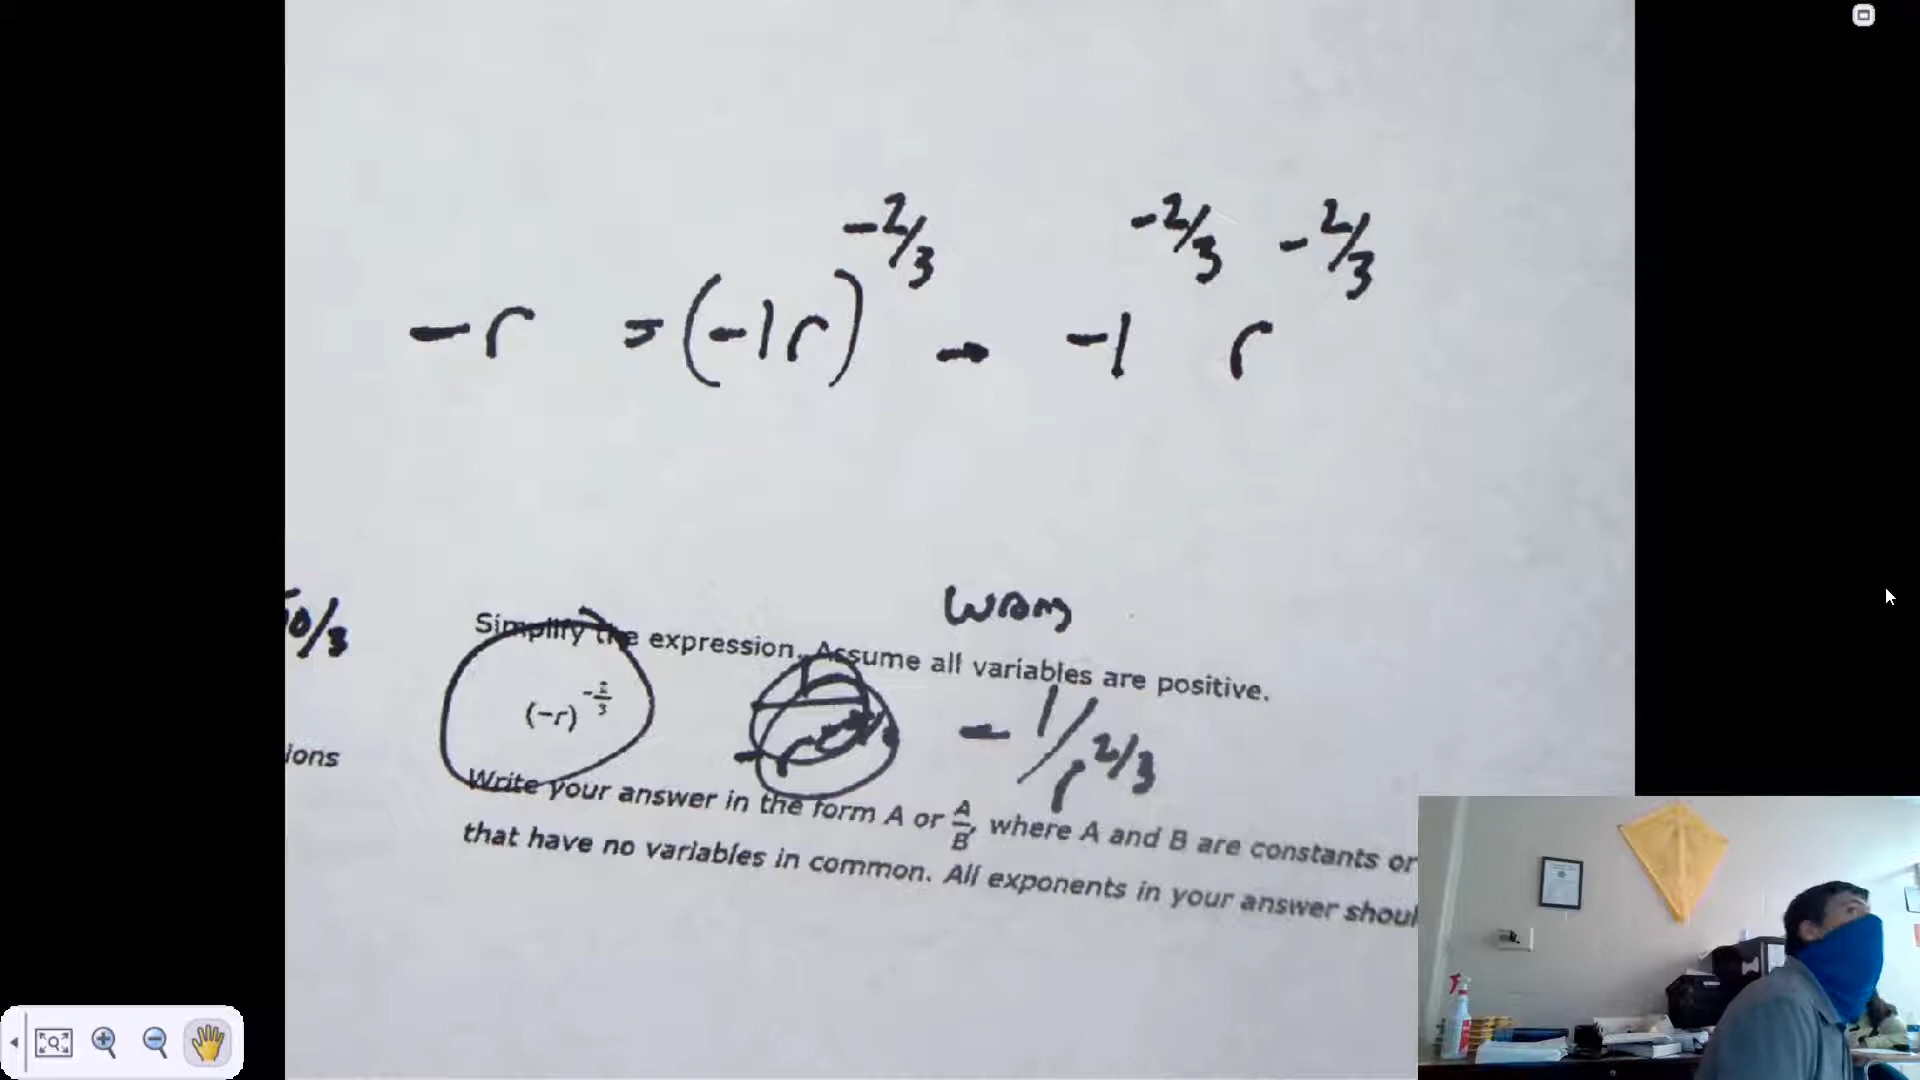 -r = (-1r)^-2/3 - -1^-2/3 r^-2/3
Wrong
10/3
Simplify the expression. Assume all variables are positive.
(-r)^-2/3
- 1/r^2/3
ions
Write your answer in the form A or A/B, where A and B are constants or
that have no variables in common. All exponents in your answer shoul